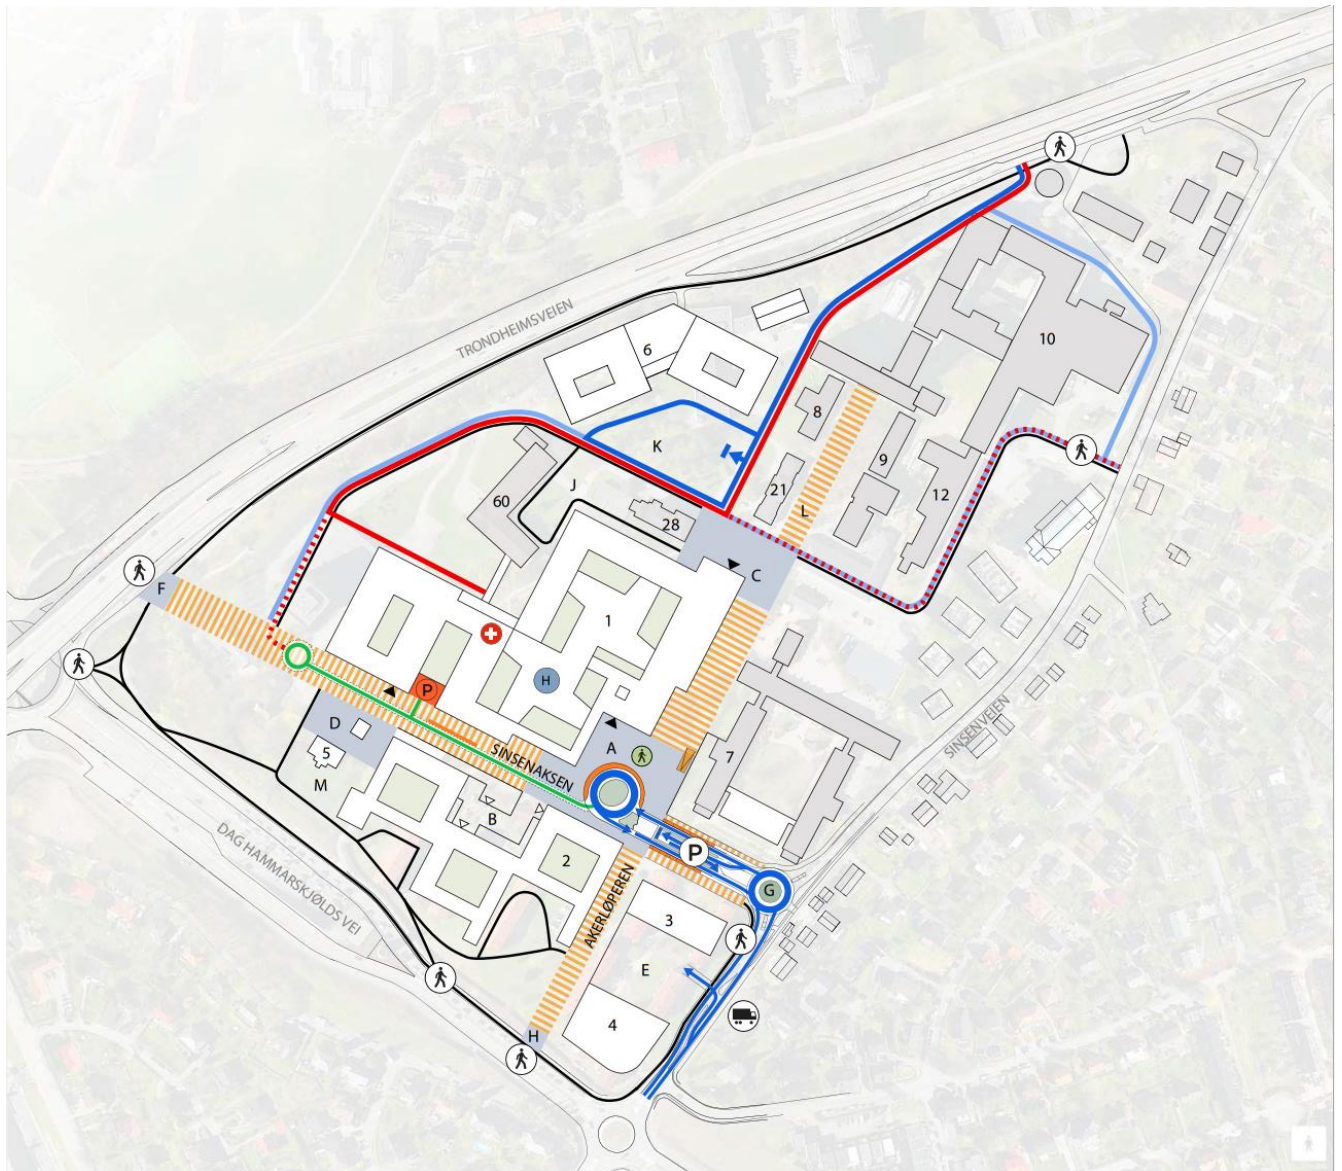 TRONDHEIMSVEIEN
6
10
8
K
9
21
12
60
J
L
28
C
F
1
H
P
SINSENVEIEN
D
A
7
5
SINSENAKSEN
M
B
P
2
G
DAG HAMMARSKJØLDS VEI
AKERLØPEREN
3
E
4
H